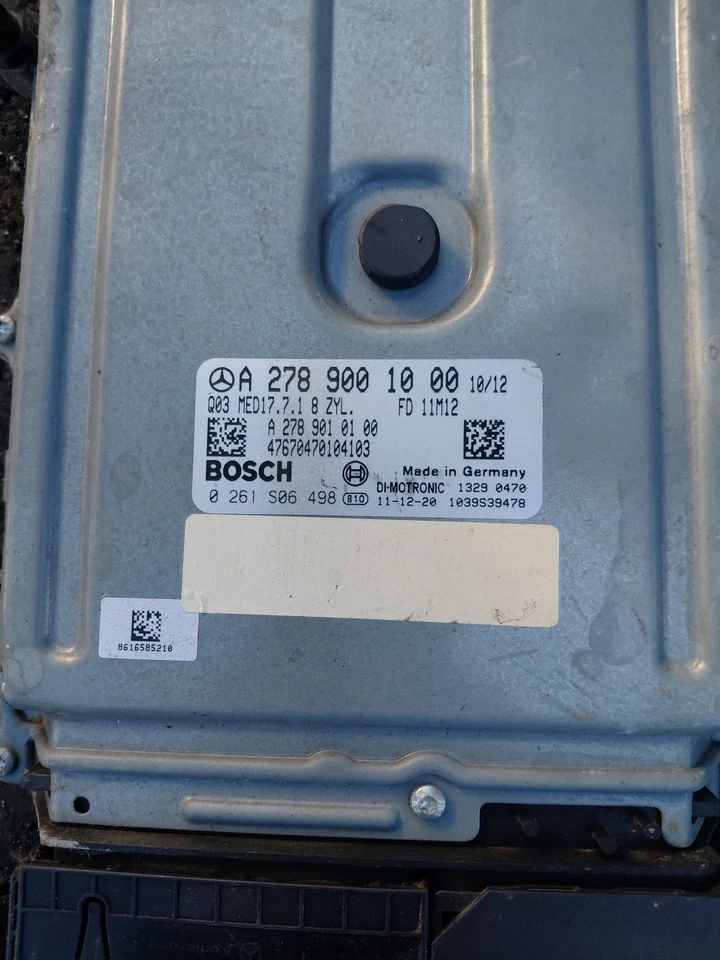 A 278 900 10 00 10/12
Q03 MED17.7.1 8 ZYL. FD 11M12
A 278 901 01 00
47670470104103
BOSCH Made in Germany
DI-MOTRONIC 1329 0470
0 261 S06 498 810 11-12-20 1039S39478
8616585210